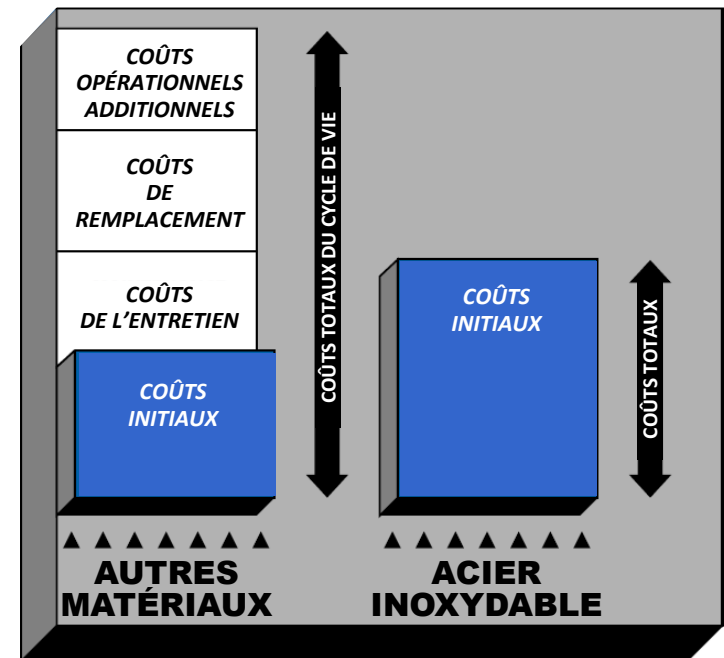 COÛTS
OPÉRATIONNELS
ADDITIONNELS
COÛTS
DE
REMPLACEMENT
COÛTS
DE L’ENTRETIEN
COÛTS
INITIAUX
COÛTS TOTAUX DU CYCLE DE VIE
COÛTS
INITIAUX
COÛTS TOTAUX
AUTRES
MATÉRIAUX
ACIER
INOXYDABLE